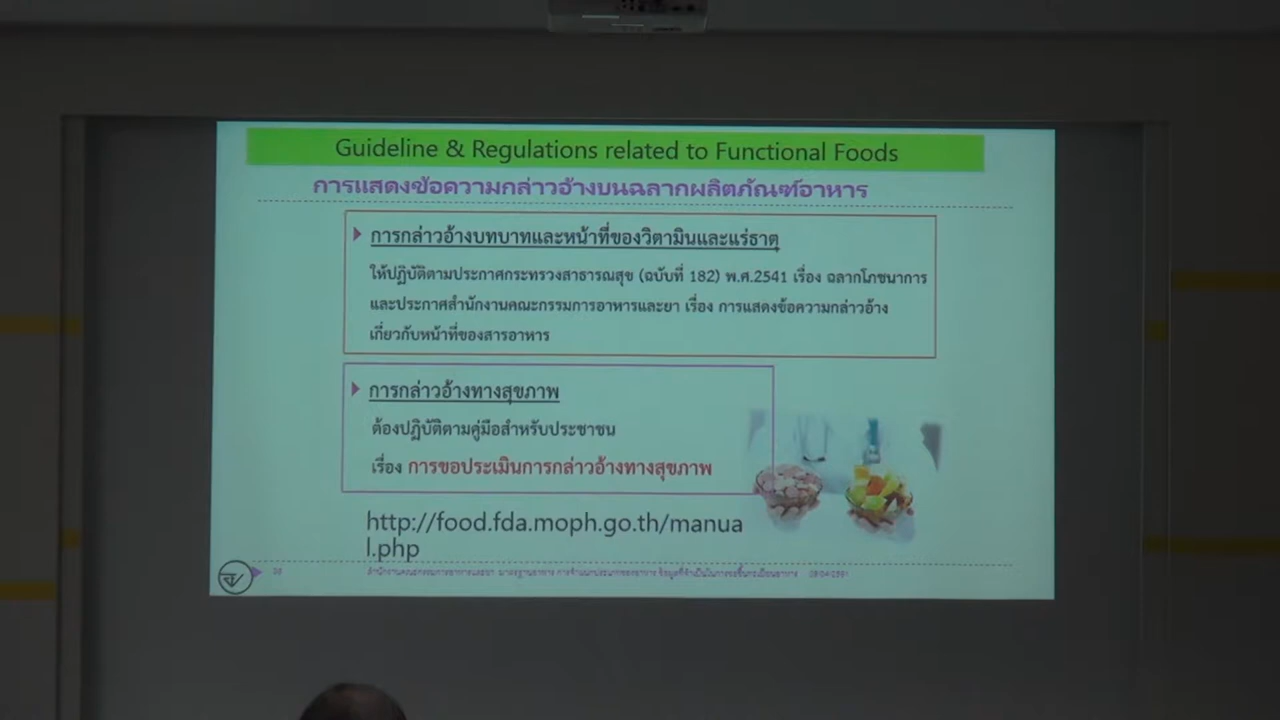 Guideline & Regulations related to Functional Foods
การแสดงข้อความกล่าวอ้างบนฉลากผลิตภัณฑ์อาหาร
การกล่าวอ้างบทบาทและหน้าที่ของวิตามินและแร่ธาตุ
ให้ปฏิบัติตามประกาศกระทรวงสาธารณสุข (ฉบับที่ 182) พ.ศ.2541 เรื่อง ฉลากโภชนาการ
และประกาศสำนักงานคณะกรรมการอาหารและยา เรื่อง การแสดงข้อความกล่าวอ้าง
เกี่ยวกับหน้าที่ของสารอาหาร
การกล่าวอ้างทางสุขภาพ
ต้องปฏิบัติตามคู่มือสำหรับประชาชน
เรื่อง การขอประเมินการกล่าวอ้างทางสุขภาพ
http://food.fda.moph.go.th/manua
l.php